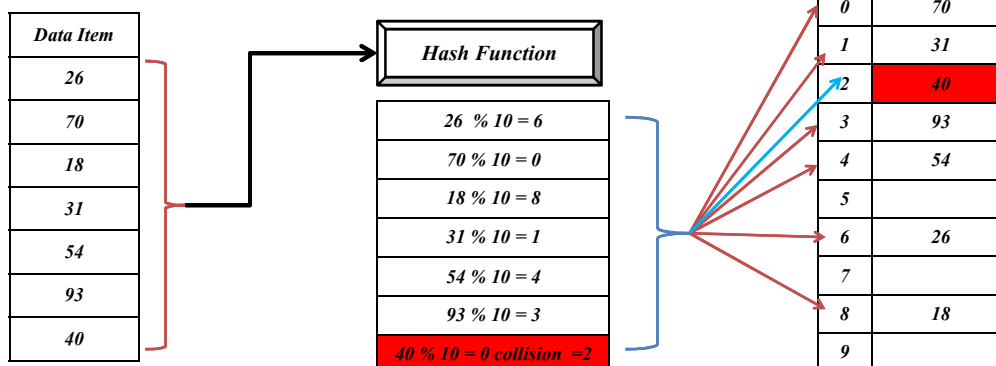 Data Item
26
70
18
31
54
93
40
Hash Function
26 % 10 = 6
70 % 10 = 0
18 % 10 = 8
31 % 10 = 1
54 % 10 = 4
93 % 10 = 3
40 % 10 = 0 collision =2
0 70
1 31
2 40
3 93
4 54
5
6 26
7
8 18
9